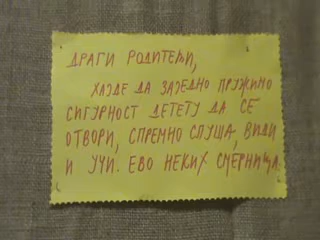 ДРАГИ РОДИТЕЉИ,
ХАЈДЕ ДА ЗАЈЕДНО ПРУЖИМО
СИГУРНОСТ ДЕТЕТУ ДА СЕ
ОТВОРИ, СПРЕМНО СЛУША, ВИДИ
И УЧИ. ЕВО НЕКИХ СМЕРНИЦА.